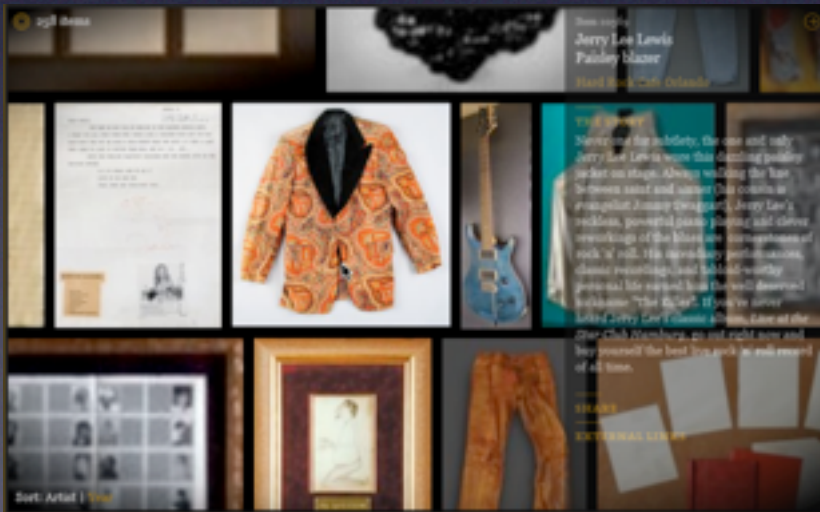 258 items
Jerry Lee Lewis
Paisley blazer
Hard Rock Cafe Orlando
THE STORY
Never one for subtlety, the one and only
Jerry Lee Lewis wore this dazzling paisley
jacket on stage. Always walking the line
between saint and sinner (his cousin is
evangelist Jimmy Swaggart), Jerry Lee's
reckless, powerful piano playing and clever
reworkings of the blues are cornerstones of
rock 'n' roll. His incendiary performances,
classic recordings, and tabloid-worthy
personal life earned him the well deserved
nickname "The Killer". If you've never
heard Jerry Lee's classic album, Live at the
Star-Club Hamburg, go out right now and
buy yourself the best live rock 'n' roll record
of all time.
SHARE
EXTERNAL LINKS
Sort: Artist |